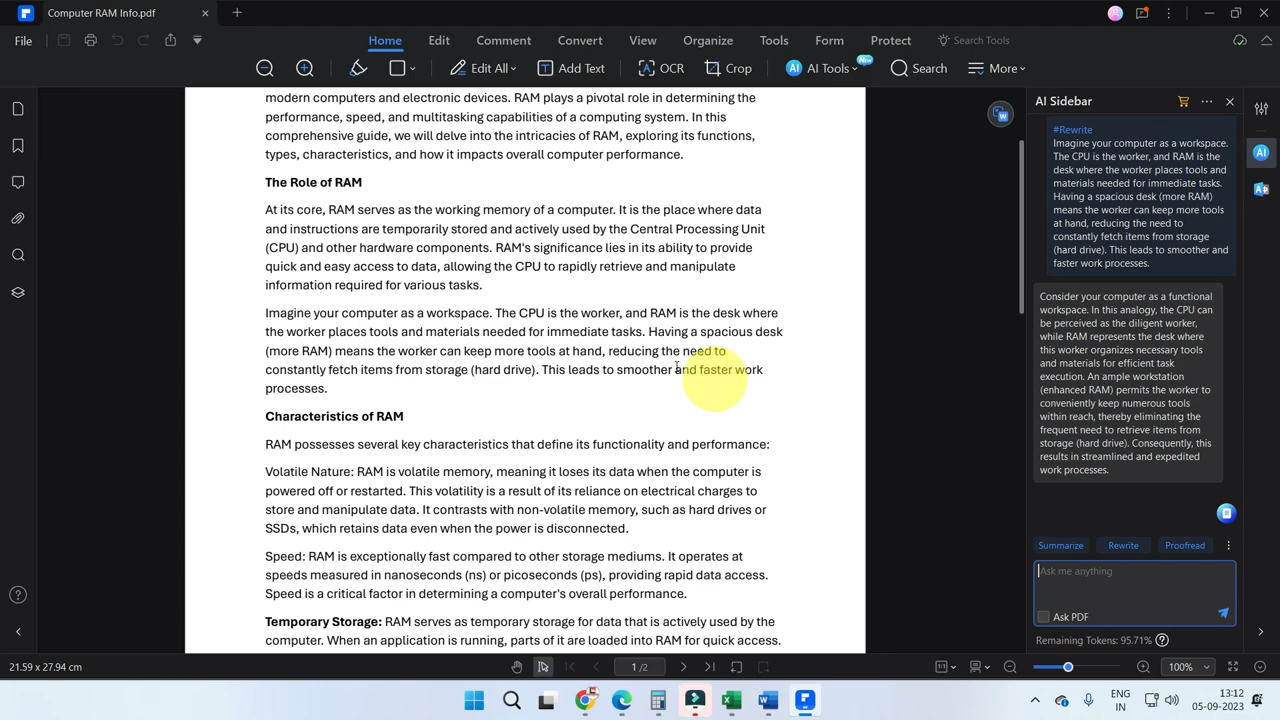 Computer RAM Info.pdf
File
Home
Edit
Comment
Convert
View
Organize
Tools
Form
Protect
Search Tools
Edit All
Add Text
OCR
Crop
AI Tools
New
Search
More
modern computers and electronic devices. RAM plays a pivotal role in determining the
performance, speed, and multitasking capabilities of a computing system. In this
comprehensive guide, we will delve into the intricacies of RAM, exploring its functions,
types, characteristics, and how it impacts overall computer performance.
The Role of RAM
At its core, RAM serves as the working memory of a computer. It is the place where data
and instructions are temporarily stored and actively used by the Central Processing Unit
(CPU) and other hardware components. RAM's significance lies in its ability to provide
quick and easy access to data, allowing the CPU to rapidly retrieve and manipulate
information required for various tasks.
Imagine your computer as a workspace. The CPU is the worker, and RAM is the desk where
the worker places tools and materials needed for immediate tasks. Having a spacious desk
(more RAM) means the worker can keep more tools at hand, reducing the need to
constantly fetch items from storage (hard drive). This leads to smoother and faster work
processes.
Characteristics of RAM
RAM possesses several key characteristics that define its functionality and performance:
Volatile Nature: RAM is volatile memory, meaning it loses its data when the computer is
powered off or restarted. This volatility is a result of its reliance on electrical charges to
store and manipulate data. It contrasts with non-volatile memory, such as hard drives or
SSDs, which retains data even when the power is disconnected.
Speed: RAM is exceptionally fast compared to other storage mediums. It operates at
speeds measured in nanoseconds (ns) or picoseconds (ps), providing rapid data access.
Speed is a critical factor in determining a computer's overall performance.
Temporary Storage: RAM serves as temporary storage for data that is actively used by the
computer. When an application is running, parts of it are loaded into RAM for quick access.
AI Sidebar
#Rewrite
Imagine your computer as a workspace.
The CPU is the worker, and RAM is the
desk where the worker places tools and
materials needed for immediate tasks.
Having a spacious desk (more RAM)
means the worker can keep more tools
at hand, reducing the need to
constantly fetch items from storage
(hard drive). This leads to smoother and
faster work processes.
Consider your computer as a functional
workspace. In this analogy, the CPU can
be perceived as the diligent worker,
while RAM represents the desk where
this worker organizes necessary tools
and materials for efficient task
execution. An ample workstation
(enhanced RAM) permits the worker to
conveniently keep numerous tools
within reach, thereby eliminating the
frequent need to retrieve items from
storage (hard drive). Consequently, this
results in streamlined and expedited
work processes.
Summarize
Rewrite
Proofread
Ask me anything
Ask PDF
Remaining Tokens: 95.71%
21.59 x 27.94 cm
1 /2
1:1
100%
ENG
IN
13:12
05-09-2023